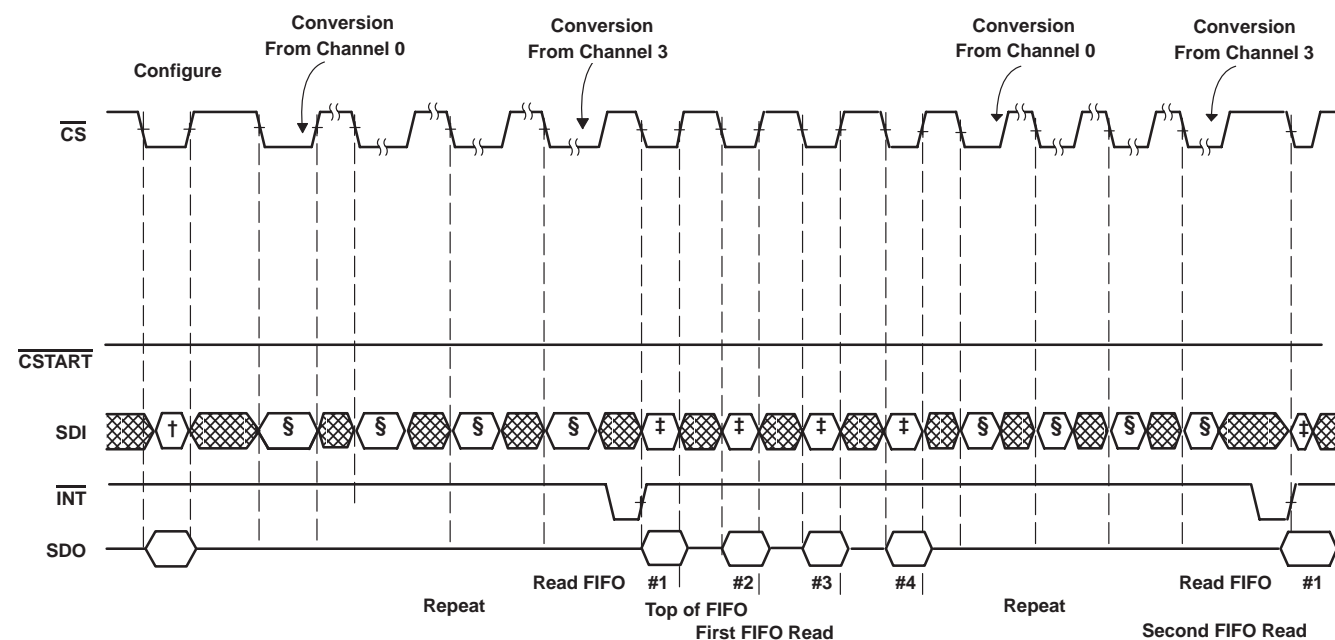 Conversion
From Channel 0
Conversion
From Channel 3
Conversion
From Channel 0
Conversion
From Channel 3
Configure
CS
CSTART
SDI † § § § § ‡ ‡ ‡ ‡ § § § § ‡
INT
SDO
Read FIFO #1 #2 #3 #4 Read FIFO #1
Repeat Top of FIFO Repeat
First FIFO Read Second FIFO Read